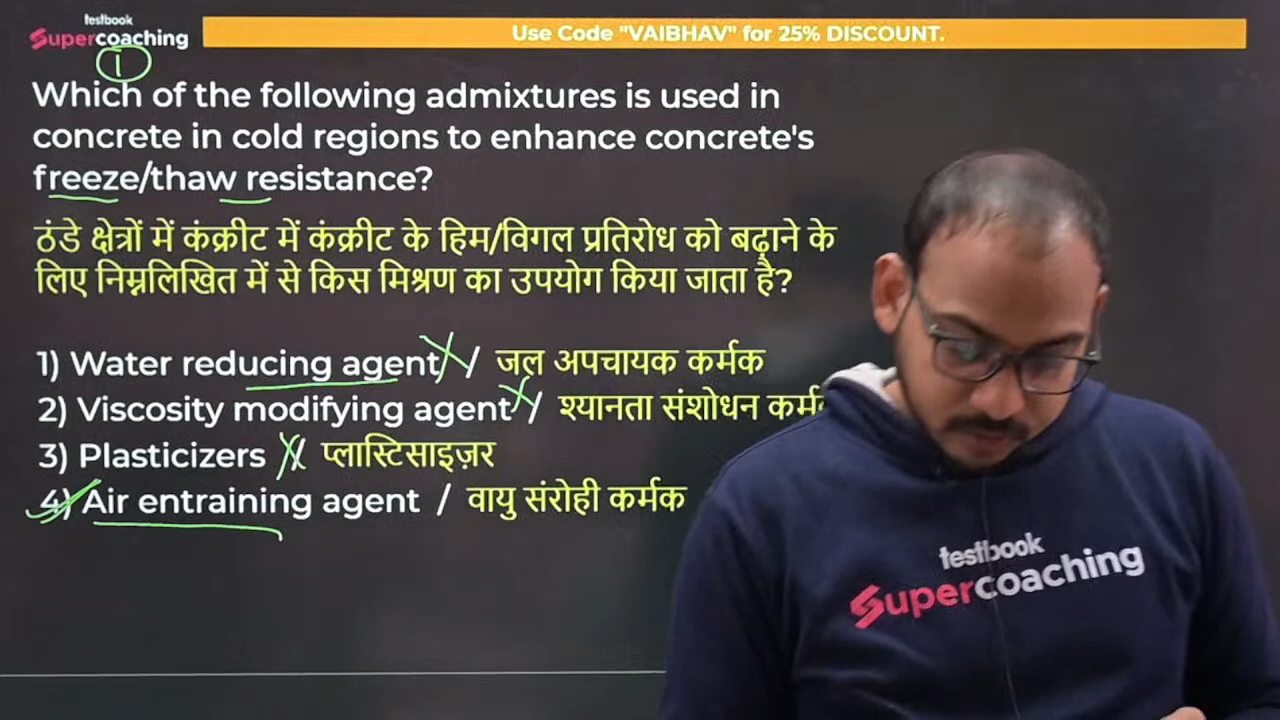 testbook
Supercoaching
Use Code "VAIBHAV" for 25% DISCOUNT.
1
Which of the following admixtures is used in
concrete in cold regions to enhance concrete's
freeze/thaw resistance?
ठंडे क्षेत्रों में कंक्रीट में कंक्रीट के हिम/विगल प्रतिरोध को बढ़ाने के
लिए निम्नलिखित में से किस मिश्रण का उपयोग किया जाता है?
1) Water reducing agent / जल अपचायक कर्मक
2) Viscosity modifying agent / श्यानता संशोधन
3) Plasticizers / प्लास्टिसाइज़र
4) Air entraining agent / वायु संरोही कर्मक
testbook
Supercoaching